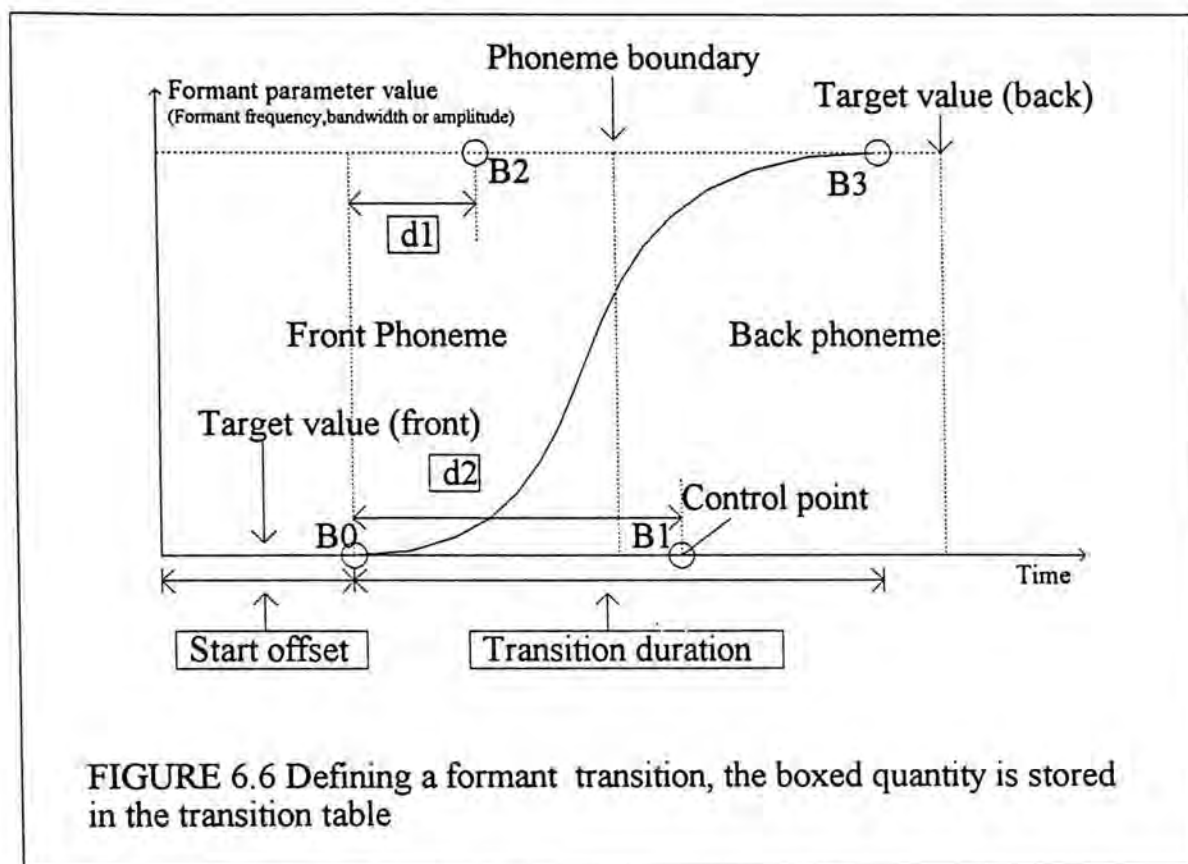 Phoneme boundary
Formant parameter value
(Formant frequency,bandwidth or amplitude)
Target value (back)
B2
B3
d1
Front Phoneme
Back phoneme
Target value (front)
d2
Control point
B0
B1
Time
Start offset
Transition duration
FIGURE 6.6 Defining a formant transition, the boxed quantity is stored
in the transition table